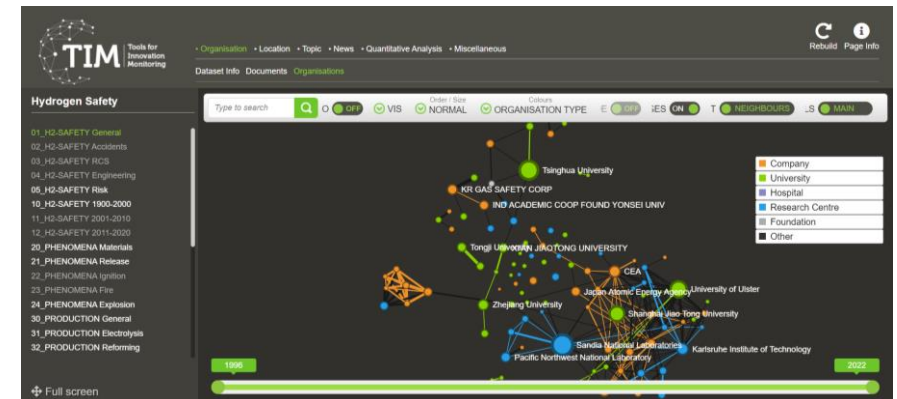 TIM
Tools for
Innovation
Monitoring
• Organisation • Location • Topic • News • Quantitative Analysis • Miscellaneous
Rebuild Page Info
Dataset Info Documents Organisations
Hydrogen Safety
Type to search
O OFF
VIS
Order / Size
NORMAL
Colours
ORGANISATION TYPE
E OFF
ON
T NEIGHBOURS
LS MAIN
01_H2-SAFETY General
02_H2-SAFETY Accidents
03_H2-SAFETY RCS
04_H2-SAFETY Engineering
05_H2-SAFETY Risk
10_H2-SAFETY 1900-2000
11_H2-SAFETY 2001-2010
12_H2-SAFETY 2011-2020
20_PHENOMENA Materials
21_PHENOMENA Release
22_PHENOMENA Ignition
23_PHENOMENA Fire
24_PHENOMENA Explosion
30_PRODUCTION General
31_PRODUCTION Electrolysis
32_PRODUCTION Reforming
Full screen
Tsinghua University
KR GAS SAFETY CORP
IND ACADEMIC COOP FOUND YONSEI UNIV
Tongji University
JIAOTONG UNIVERSITY
CEA
Japan Atomic Energy Agency
University of Ulster
Zhejiang University
Shanghai Jiao Tong University
Sandia National Laboratories
Karlsruhe Institute of Technology
Pacific Northwest National Laboratory
Company
University
Hospital
Research Centre
Foundation
Other
1996
2022